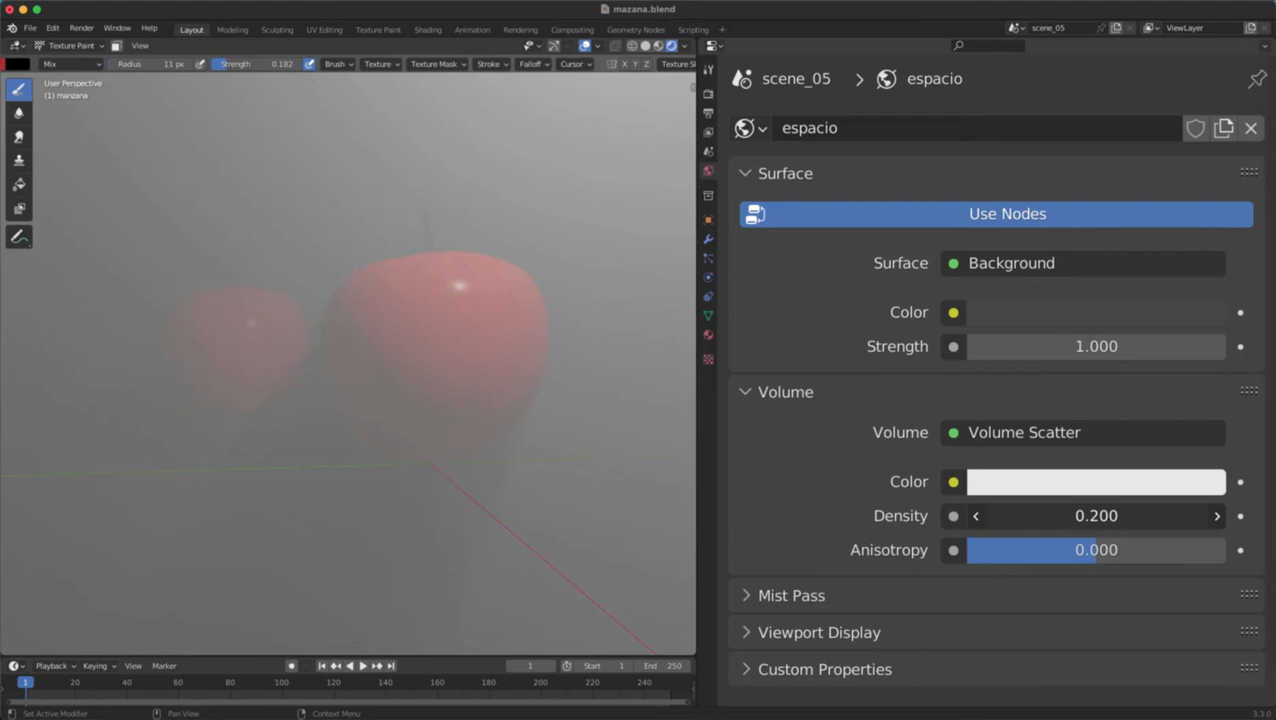 mazana.blend
File Edit Render Window Help Layout Modeling Sculpting UV Editing Texture Paint Shading Animation Rendering Compositing Geometry Nodes Scripting + scene_05 ViewLayer
Texture Paint View
Mix Radius 11 px Strength 0.182 Brush Texture Texture Mask Stroke Falloff Cursor X Y Z
User Perspective
(1) manzana
scene_05 espacio
espacio
Surface
Use Nodes
Surface Background
Color
Strength 1.000
Volume
Volume Volume Scatter
Color
Density 0.200
Anisotropy 0.000
Mist Pass
Viewport Display
Custom Properties
Playback Keying View Marker 1 Start 1 End 250
1 20 40 60 80 100 120 140 160 180 200 220 240
Set Active Modifier Pan View Context Menu 3.3.0